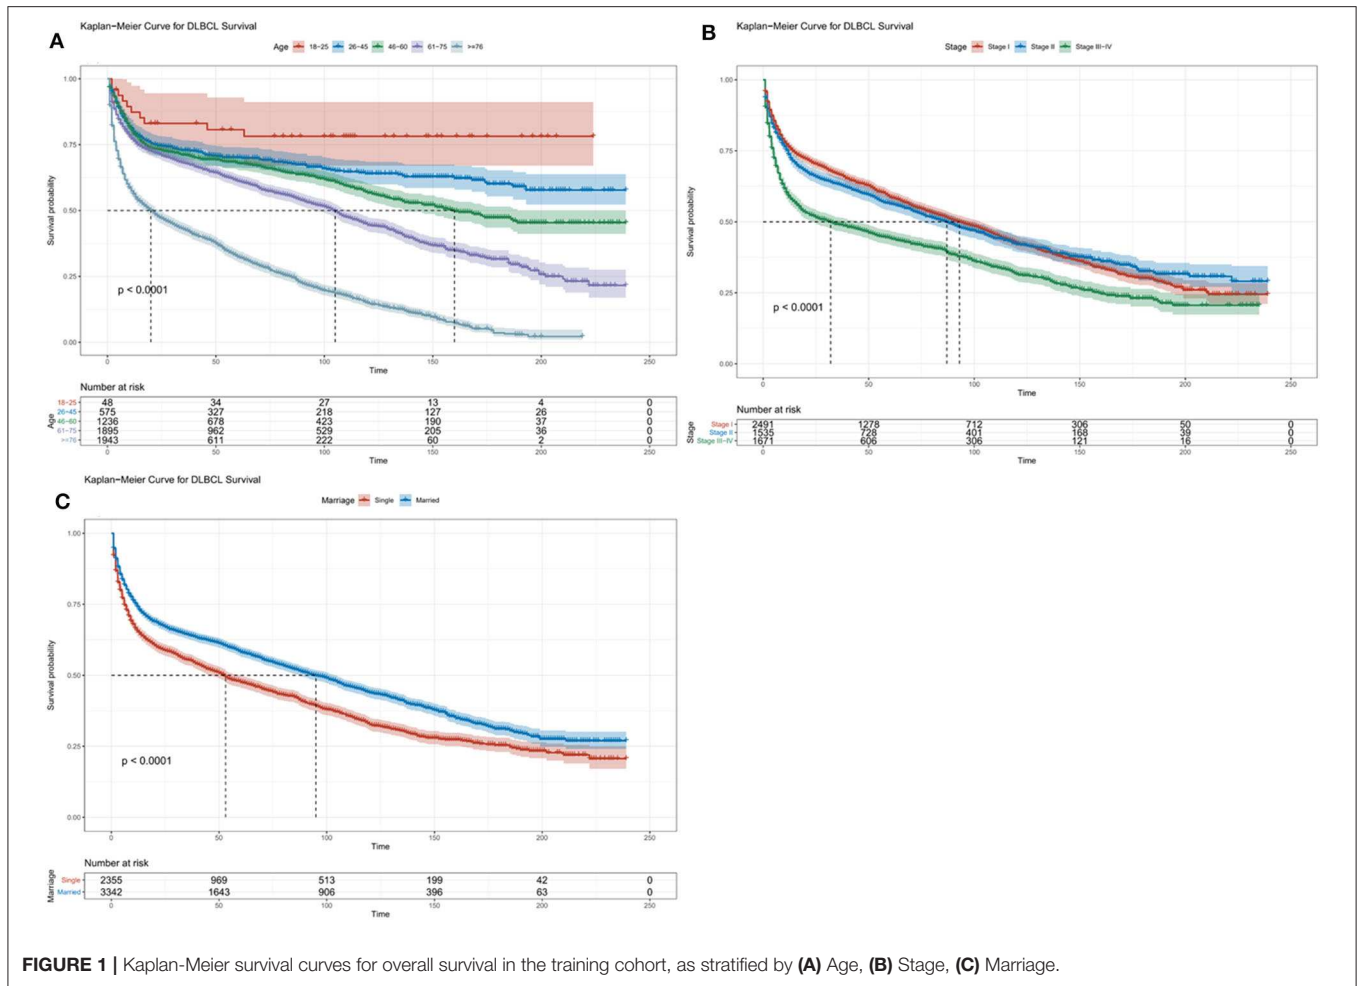 Kaplan−Meier Curve for DLBCL Survival
A
Age 18−25 26−45 46−60 61−75 >=76
Survival probability
1.00
0.75
0.50
0.25
0.00
p < 0.0001
0 50 100 150 200 250
Time
Number at risk
Age
18−25 48 34 27 13 4 0
26−45 575 327 218 127 26 0
46−60 1236 678 423 190 37 0
61−75 1895 962 529 205 36 0
>=76 1943 611 222 60 2 0
0 50 100 150 200 250
Time
Kaplan−Meier Curve for DLBCL Survival
B
Stage Stage I Stage II Stage III−IV
Survival probability
1.00
0.75
0.50
0.25
0.00
p < 0.0001
0 50 100 150 200 250
Time
Number at risk
Stage
Stage I 2491 1278 712 306 50 0
Stage II 1535 728 401 168 39 0
Stage III−IV 1671 606 306 121 16 0
0 50 100 150 200 250
Time
Kaplan−Meier Curve for DLBCL Survival
C
Marriage Single Married
Survival probability
1.00
0.75
0.50
0.25
0.00
p < 0.0001
0 50 100 150 200 250
Time
Number at risk
Marriage
Single 2355 969 513 199 42 0
Married 3342 1643 906 396 63 0
0 50 100 150 200 250
Time
FIGURE 1 | Kaplan-Meier survival curves for overall survival in the training cohort, as stratified by (A) Age, (B) Stage, (C) Marriage.